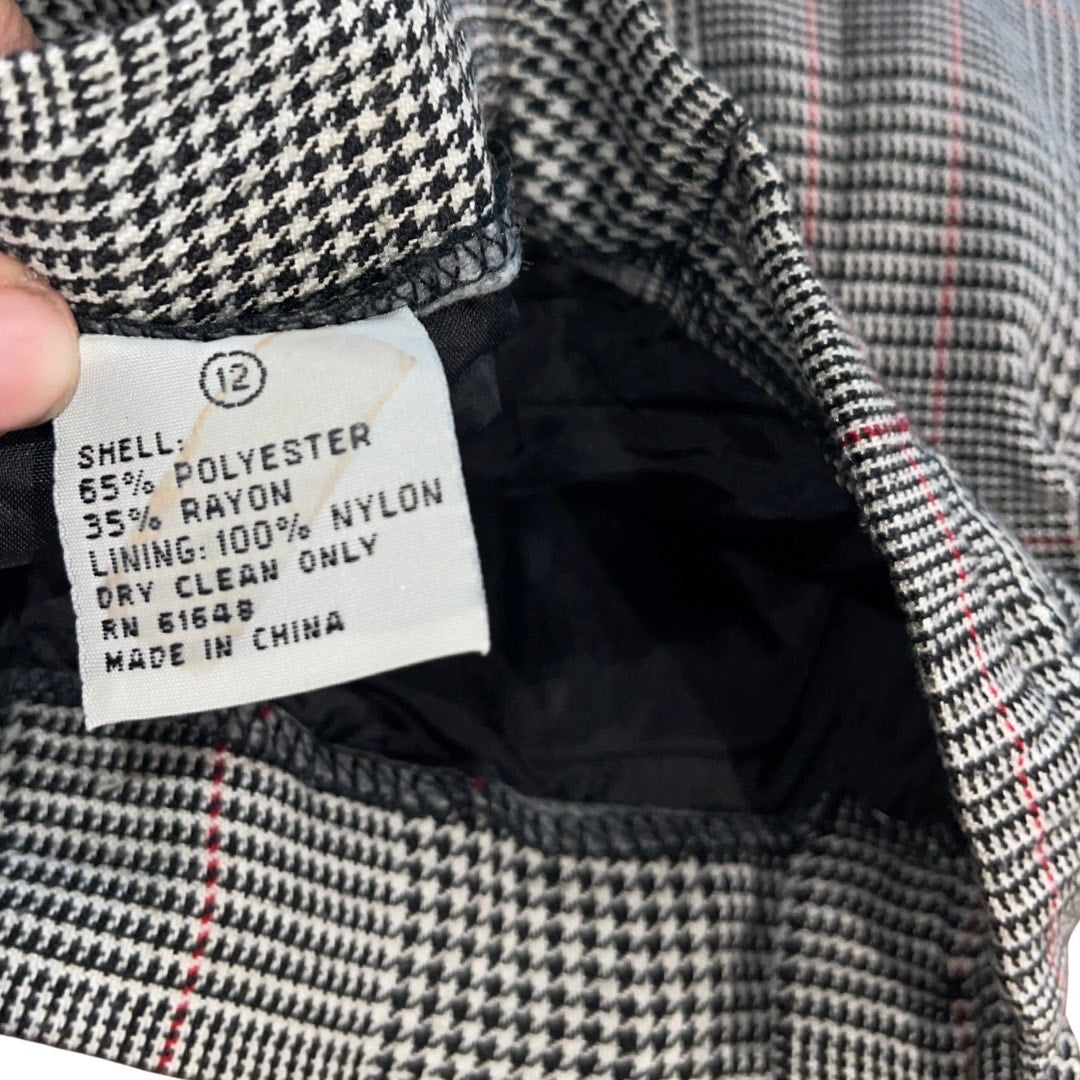 12
SHELL:
65% POLYESTER
35% RAYON
LINING: 100% NYLON
DRY CLEAN ONLY
RN 61648
MADE IN CHINA